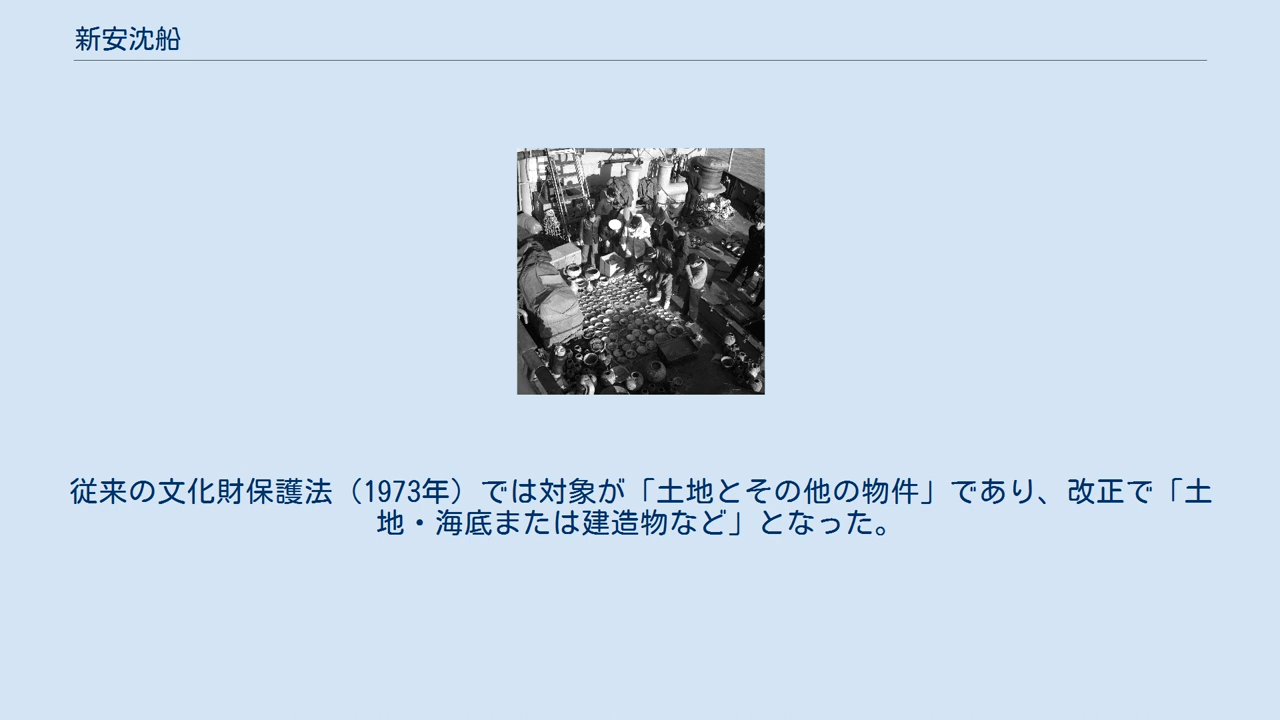 新安沈船
従来の文化財保護法（1973年）では対象が「土地とその他の物件」であり、改正で「土
地・海底または建造物など」となった。